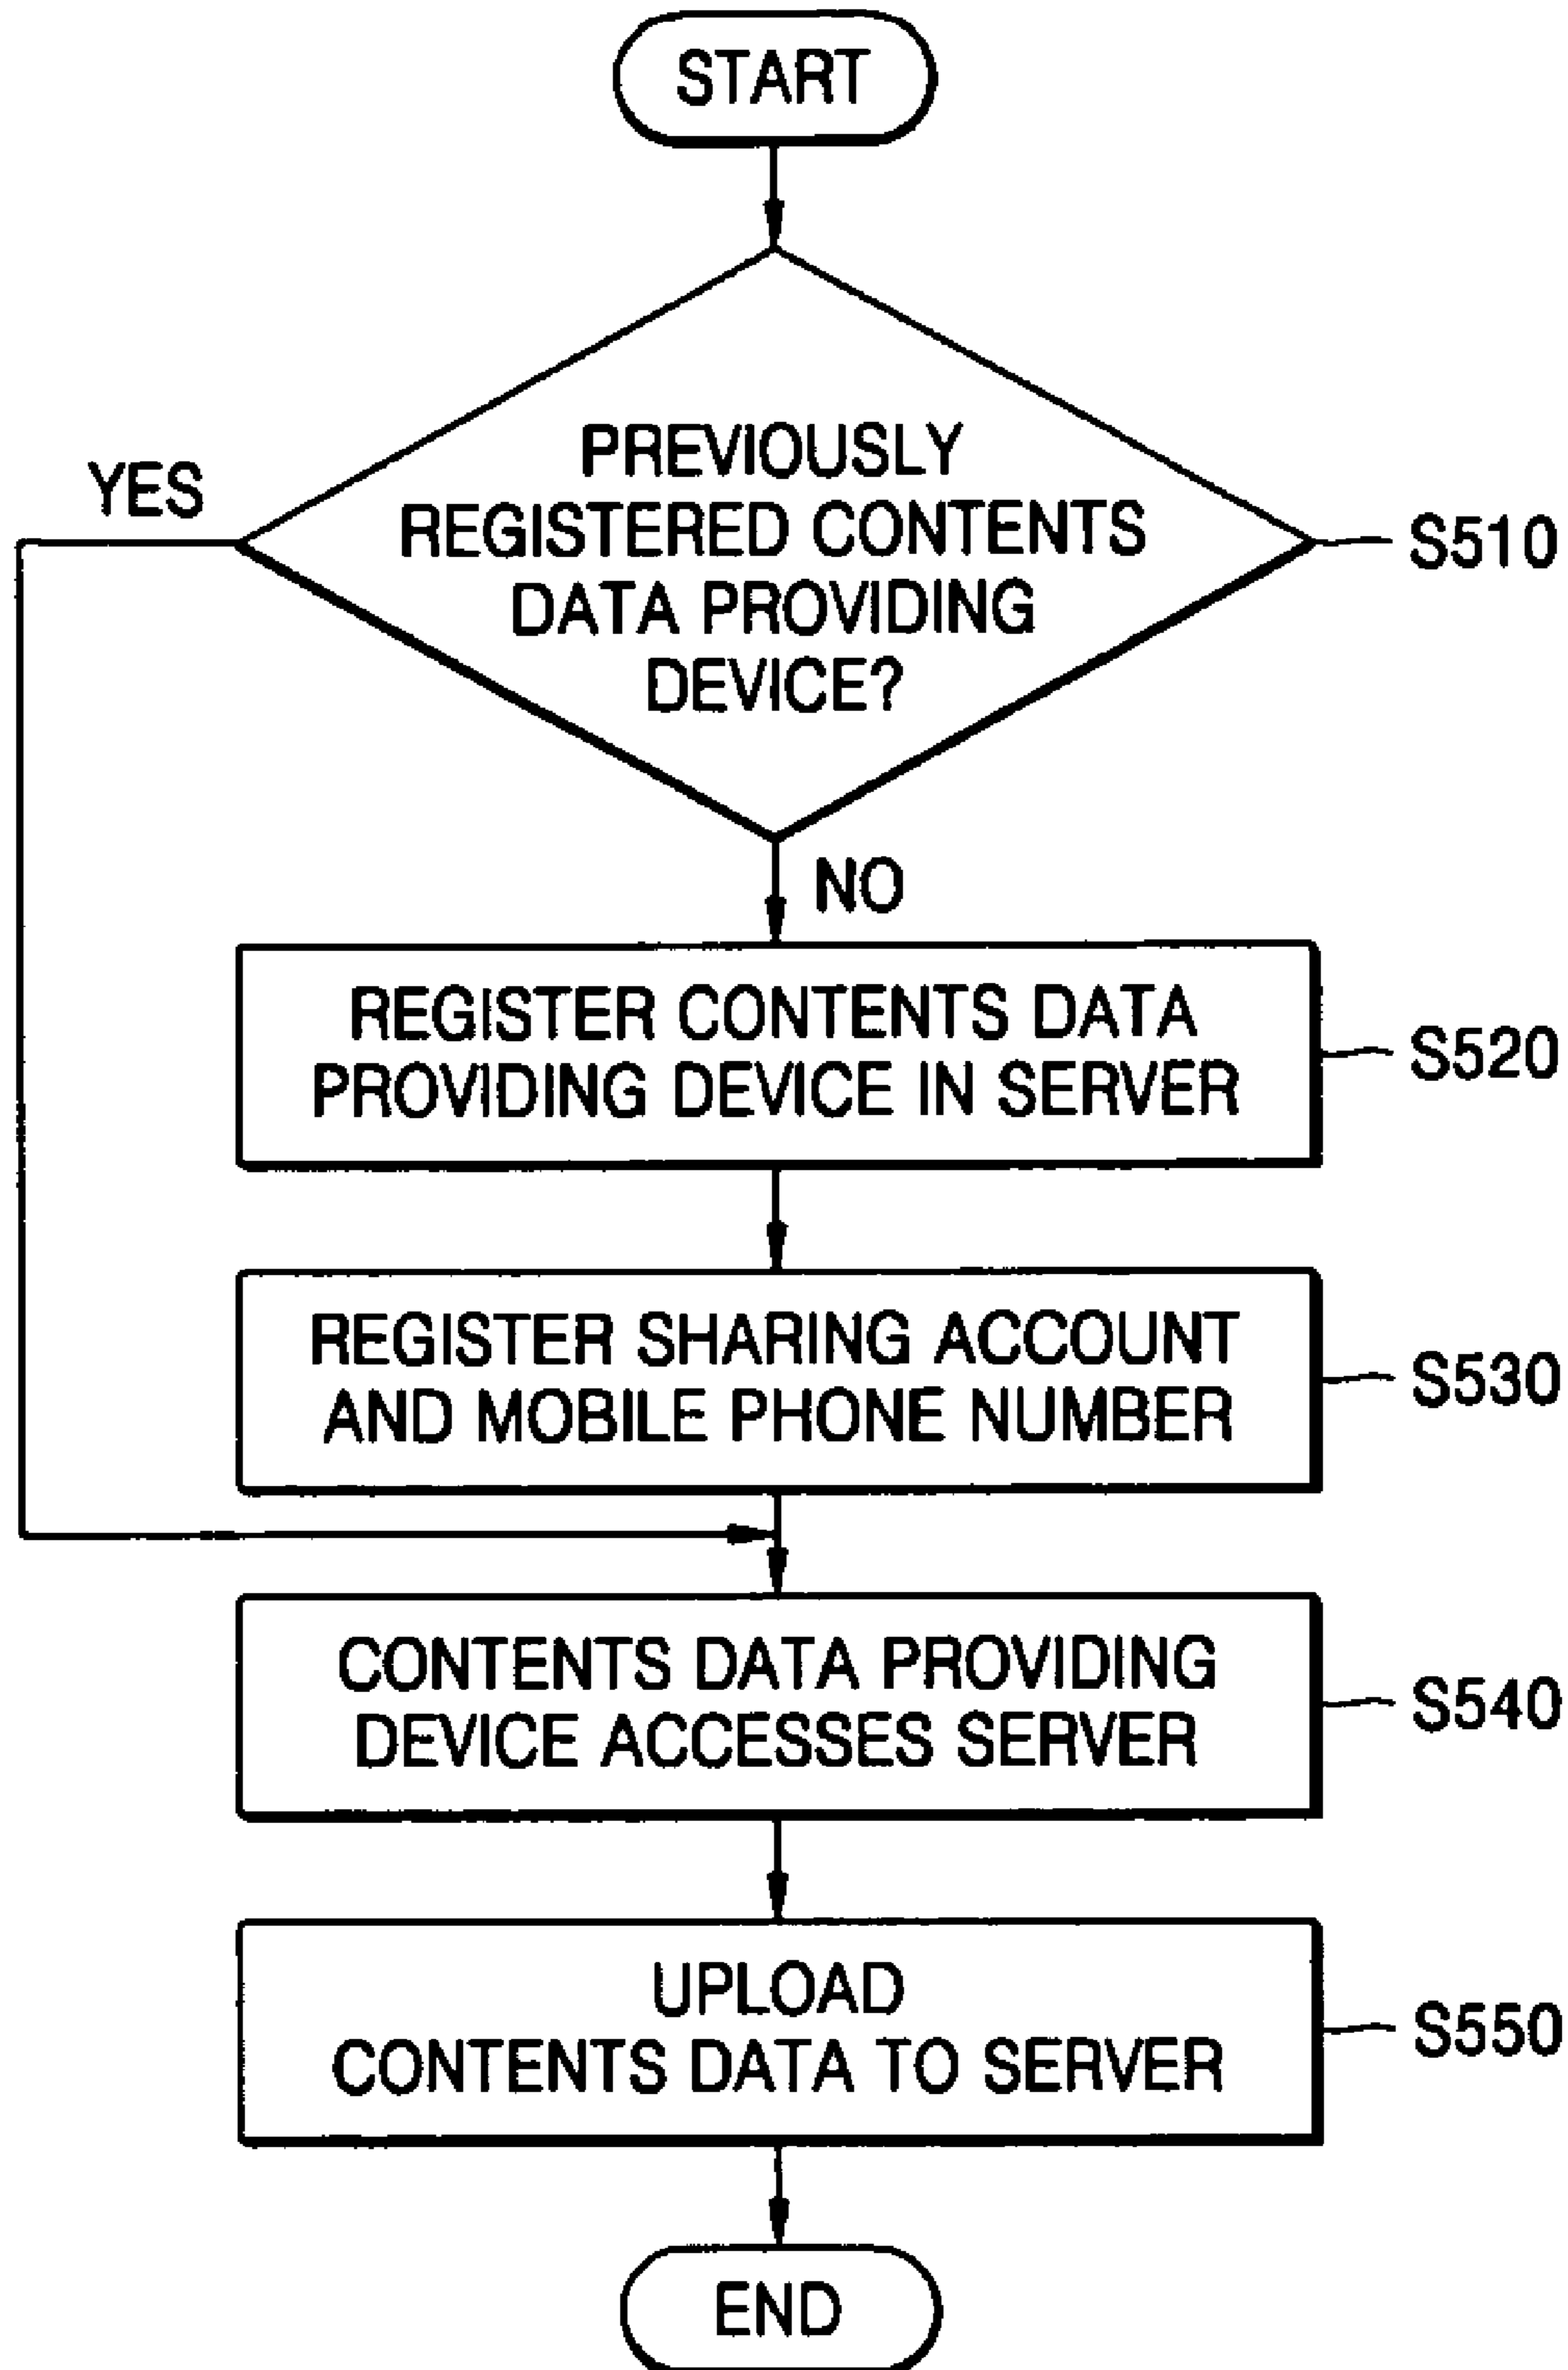 START
PREVIOUSLY
YES
REGISTERED CONTENTS
S510
DATA PROVIDING
DEVICE?
NO
REGISTER CONTENTS DATA
PROVIDING DEVICE IN SERVER
S520
REGISTER SHARING ACCOUNT
AND MOBILE PHONE NUMBER
S530
CONTENTS DATA PROVIDING
DEVICE ACCESSES SERVER
S540
UPLOAD
CONTENTS DATA TO SERVER
S550
END